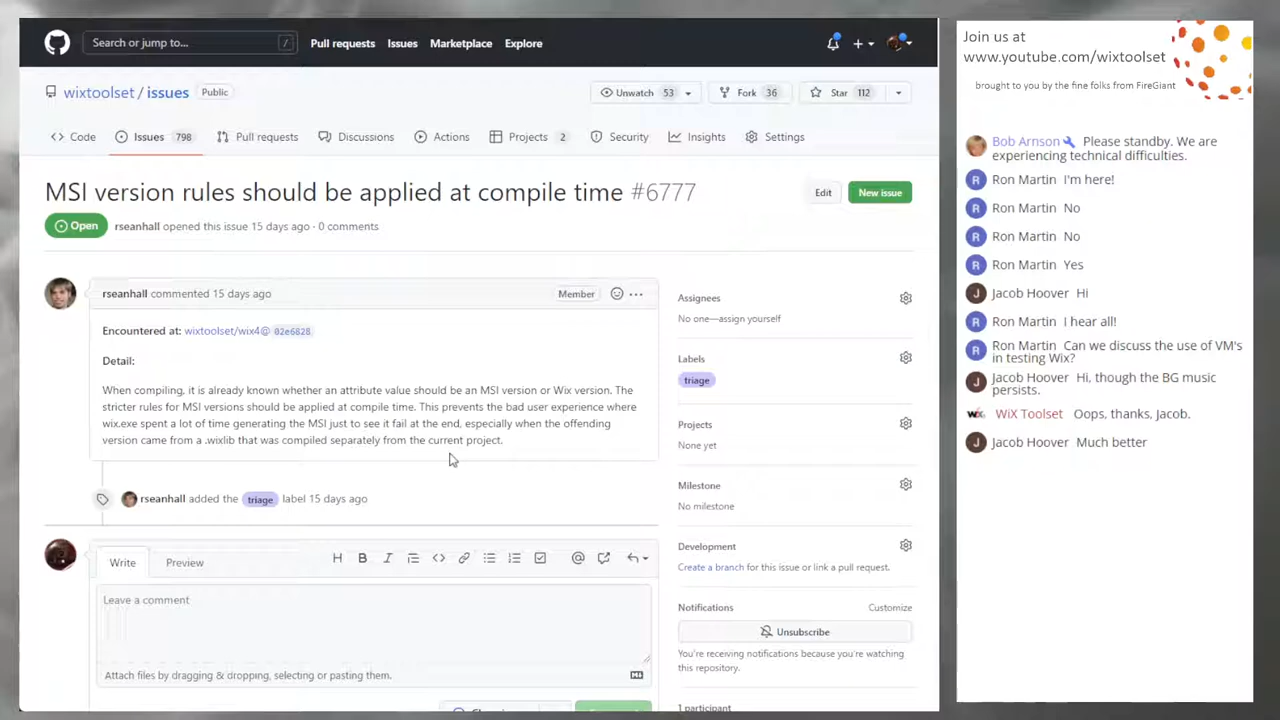 Search or jump to...
/
Pull requests
Issues
Marketplace
Explore
wixtoolset / issues
Public
Unwatch 53
Fork 36
Star 112
Code
Issues 798
Pull requests
Discussions
Actions
Projects 2
Security
Insights
Settings
MSI version rules should be applied at compile time #6777
Edit
New issue
Open
rseanhall opened this issue 15 days ago · 0 comments
rseanhall commented 15 days ago
Member
Encountered at: wixtoolset/wix4@ 02e6828
Detail:
When compiling, it is already known whether an attribute value should be an MSI version or Wix version. The
stricter rules for MSI versions should be applied at compile time. This prevents the bad user experience where
wix.exe spent a lot of time generating the MSI just to see it fail at the end, especially when the offending
version came from a .wixlib that was compiled separately from the current project.
rseanhall added the triage label 15 days ago
Write
Preview
Leave a comment
Attach files by dragging & dropping, selecting or pasting them.
Assignees
No one—assign yourself
Labels
triage
Projects
None yet
Milestone
No milestone
Development
Create a branch for this issue or link a pull request.
Notifications
Customize
Unsubscribe
You're receiving notifications because you're watching
this repository.
1 participant
Join us at
www.youtube.com/wixtoolset
brought to you by the fine folks from FireGiant
Bob Arnson Please standby. We are
experiencing technical difficulties.
R Ron Martin I'm here!
R Ron Martin No
R Ron Martin No
R Ron Martin Yes
J Jacob Hoover Hi
R Ron Martin I hear all!
R Ron Martin Can we discuss the use of VM's
in testing Wix?
J Jacob Hoover Hi, though the BG music
persists.
WiX WiX Toolset Oops, thanks, Jacob.
J Jacob Hoover Much better